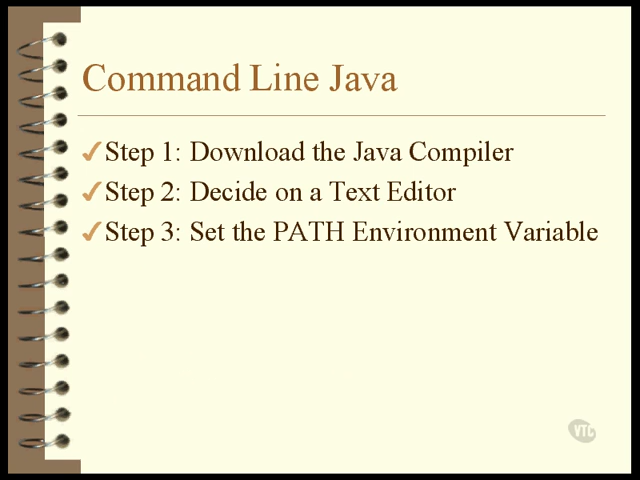 Command Line Java
Step 1: Download the Java Compiler
Step 2: Decide on a Text Editor
Step 3: Set the PATH Environment Variable
VTC